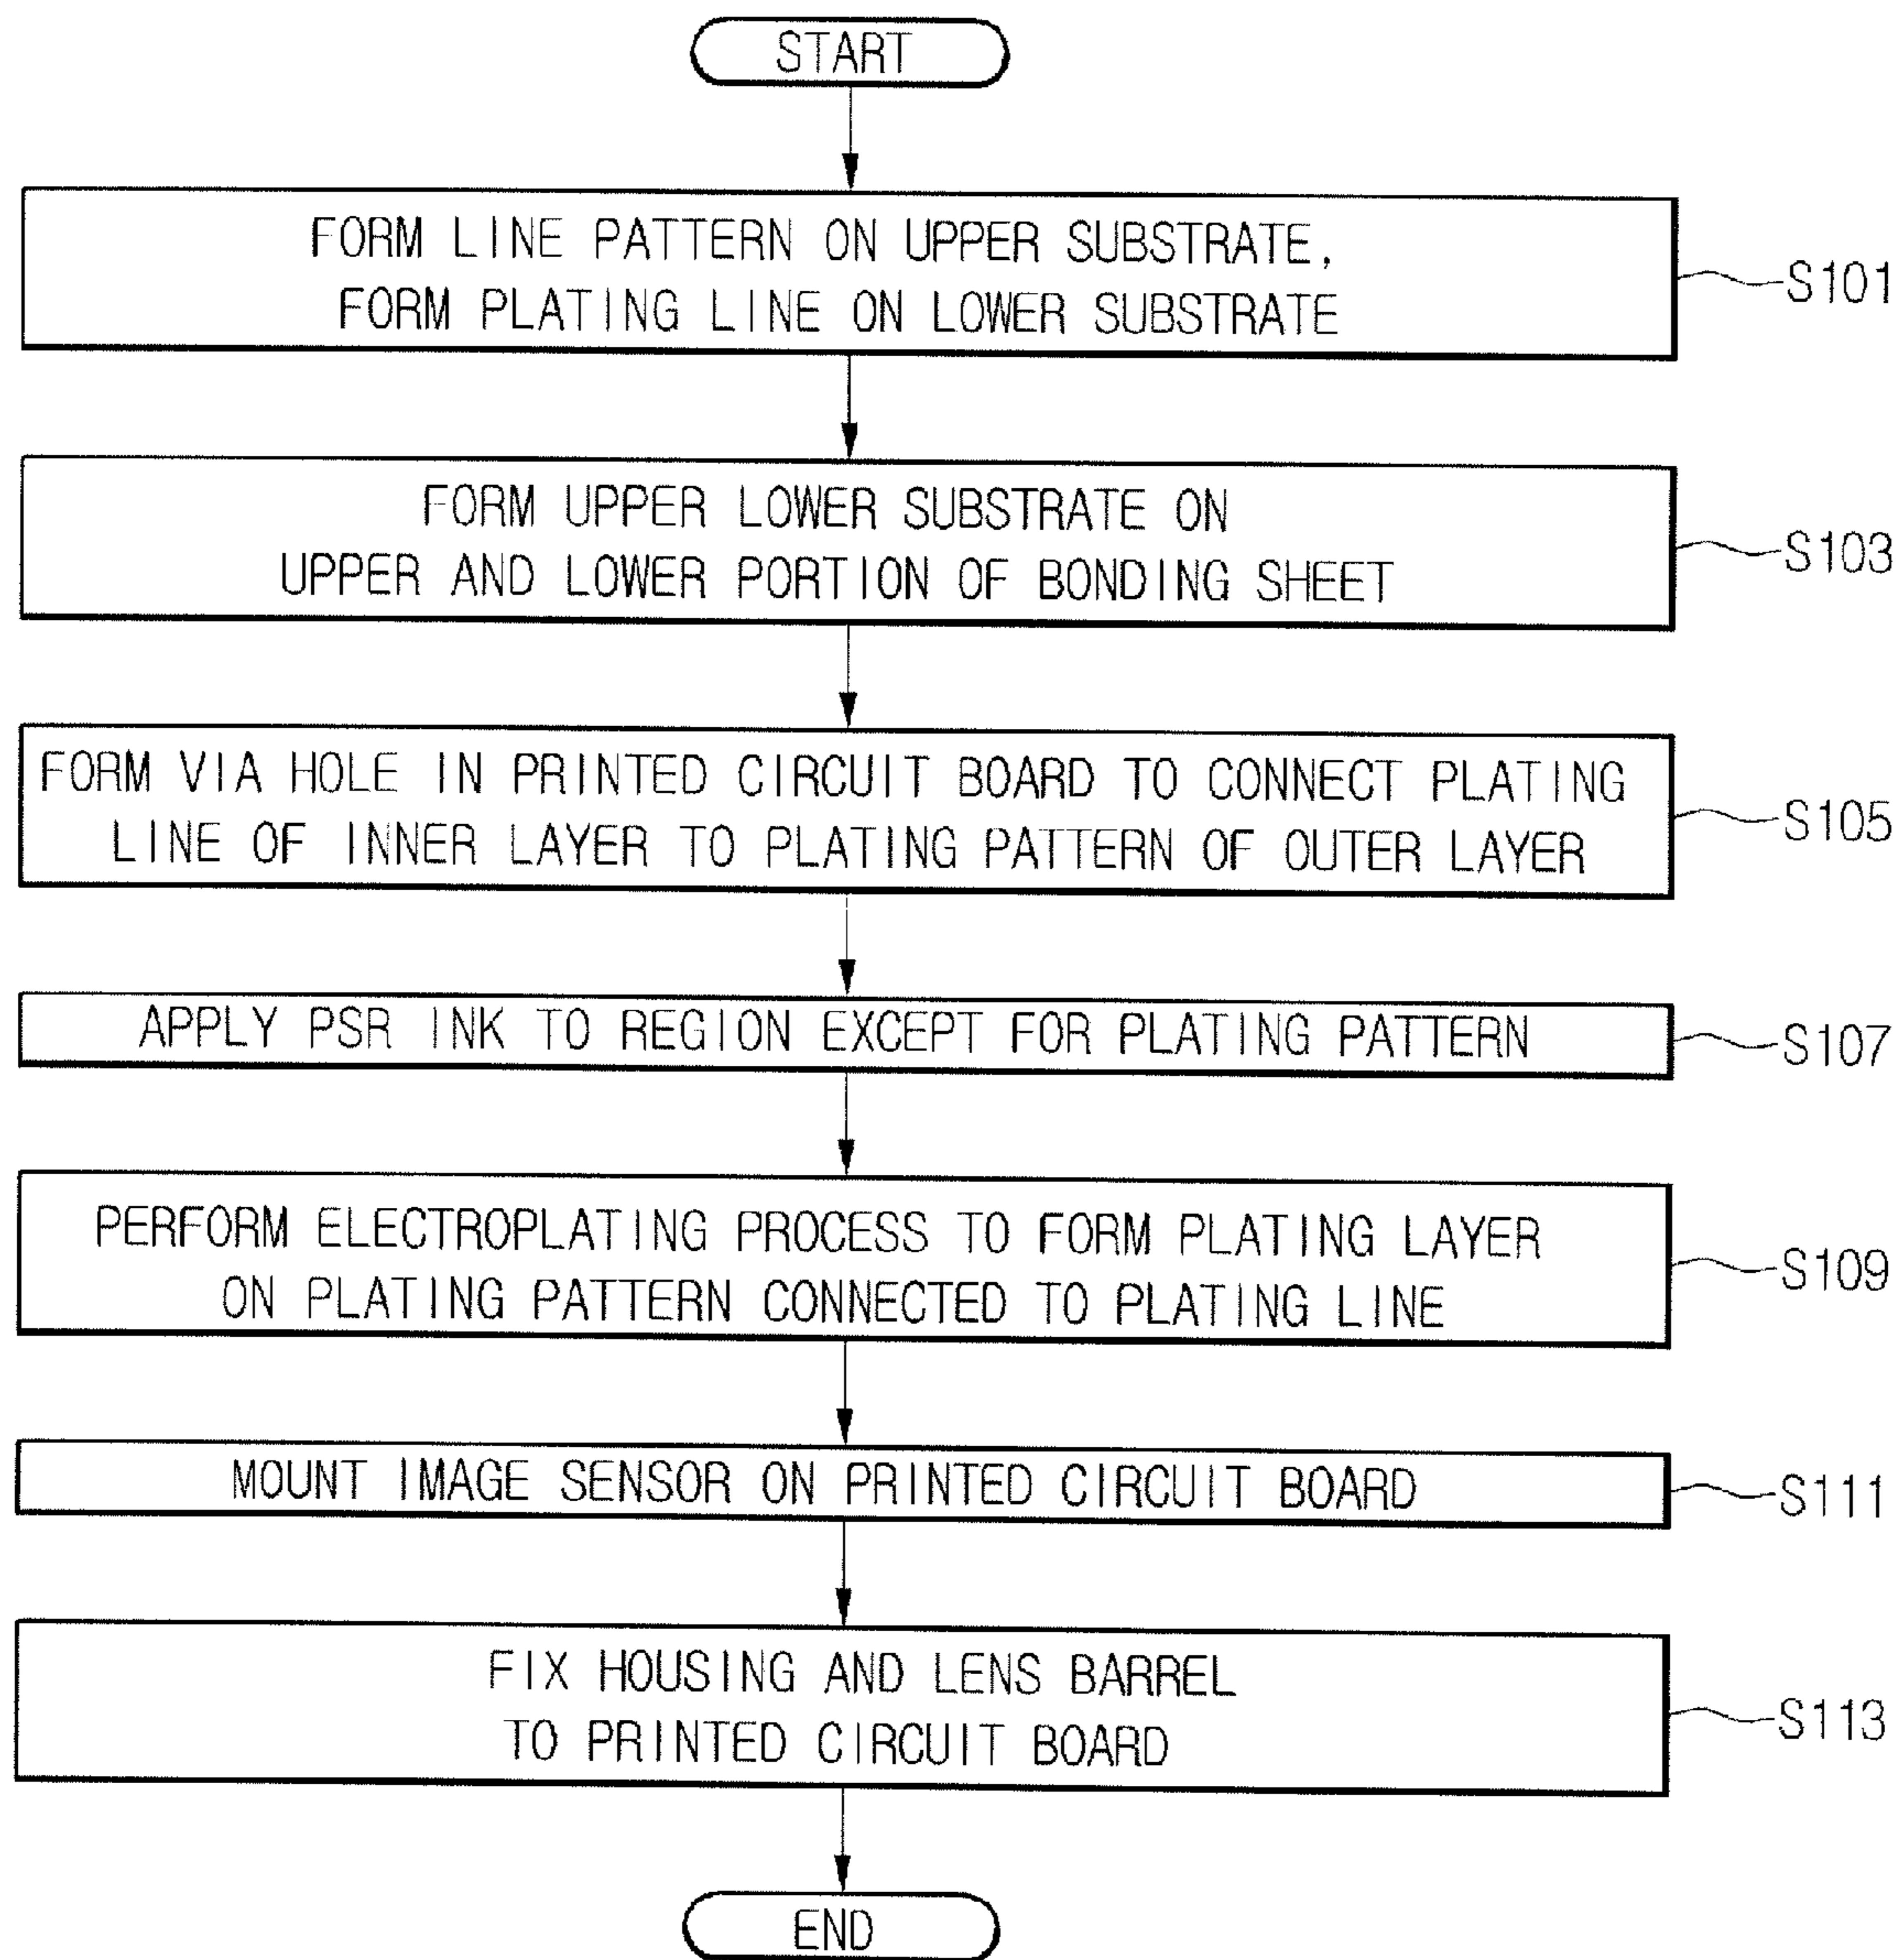 START
FORM LINE PATTERN ON UPPER SUBSTRATE,
FORM PLATING LINE ON LOWER SUBSTRATE
S101
FORM UPPER LOWER SUBSTRATE ON
UPPER AND LOWER PORTION OF BONDING SHEET
S103
FORM VIA HOLE IN PRINTED CIRCUIT BOARD TO CONNECT PLATING
LINE OF INNER LAYER TO PLATING PATTERN OF OUTER LAYER
S105
APPLY PSR INK TO REGION EXCEPT FOR PLATING PATTERN
S107
PERFORM ELECTROPLATING PROCESS TO FORM PLATING LAYER
ON PLATING PATTERN CONNECTED TO PLATING LINE
S109
MOUNT IMAGE SENSOR ON PRINTED CIRCUIT BOARD
S111
FIX HOUSING AND LENS BARREL
TO PRINTED CIRCUIT BOARD
S113
END